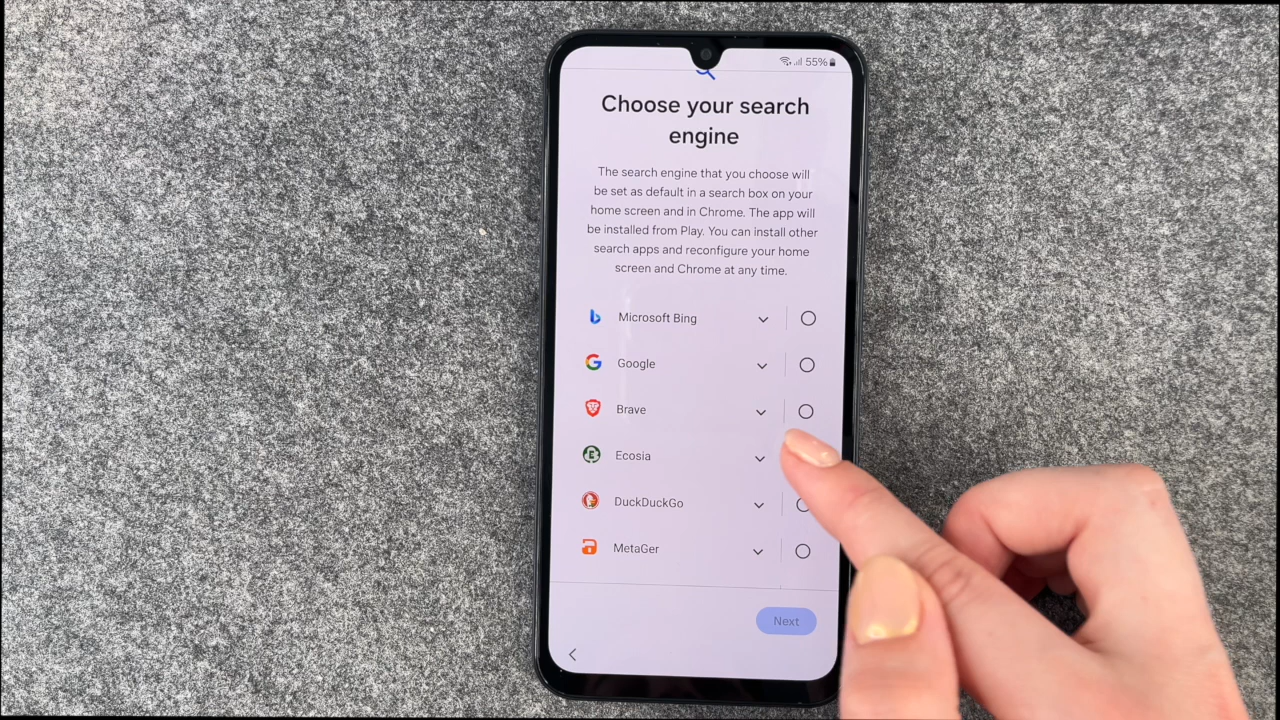 55%
Choose your search
engine
The search engine that you choose will
be set as default in a search box on your
home screen and in Chrome. The app will
be installed from Play. You can install other
search apps and reconfigure your home
screen and Chrome at any time.
Microsoft Bing
Google
Brave
Ecosia
DuckDuckGo
MetaGer
Next